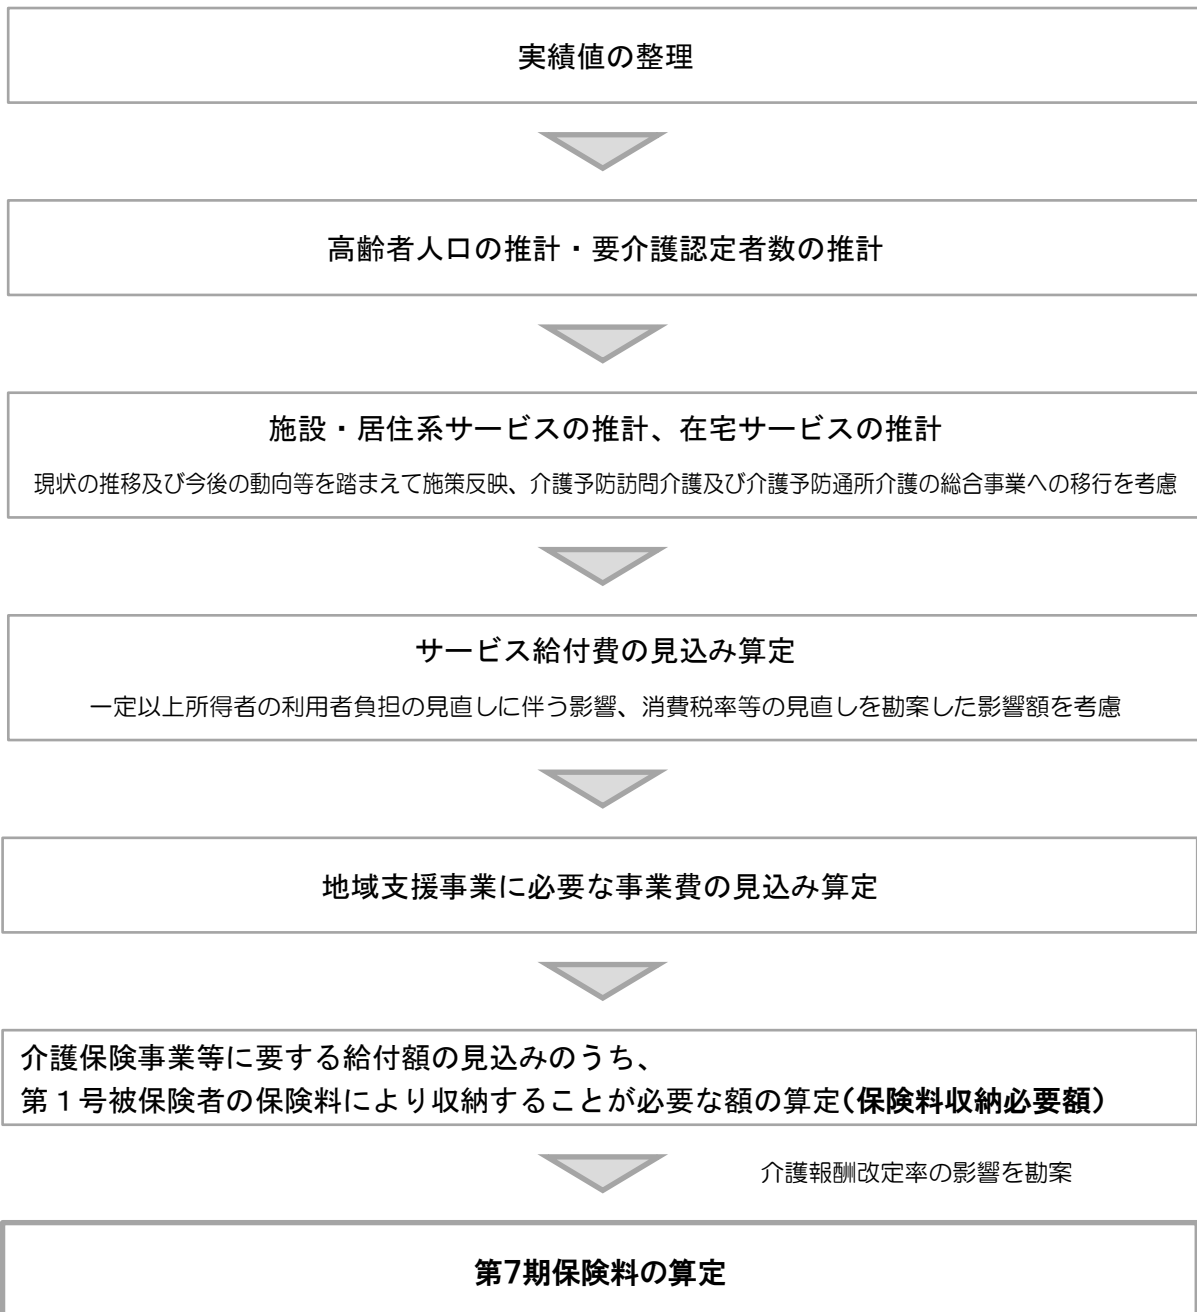 実績値の整理
高齢者人口の推計・要介護認定者数の推計
施設・居住系サービスの推計、在宅サービスの推計
現状の推移及び今後の動向等を踏まえて施策反映、介護予防訪問介護及び介護予防通所介護の総合事業への移行を考慮
サービス給付費の見込み算定
一定以上所得者の利用者負担の見直しに伴う影響、消費税率等の見直しを勘案した影響額を考慮
地域支援事業に必要な事業費の見込み算定
介護保険事業等に要する給付額の見込みのうち、
第１号被保険者の保険料により収納することが必要な額の算定(保険料収納必要額)
介護報酬改定率の影響を勘案
第7期保険料の算定